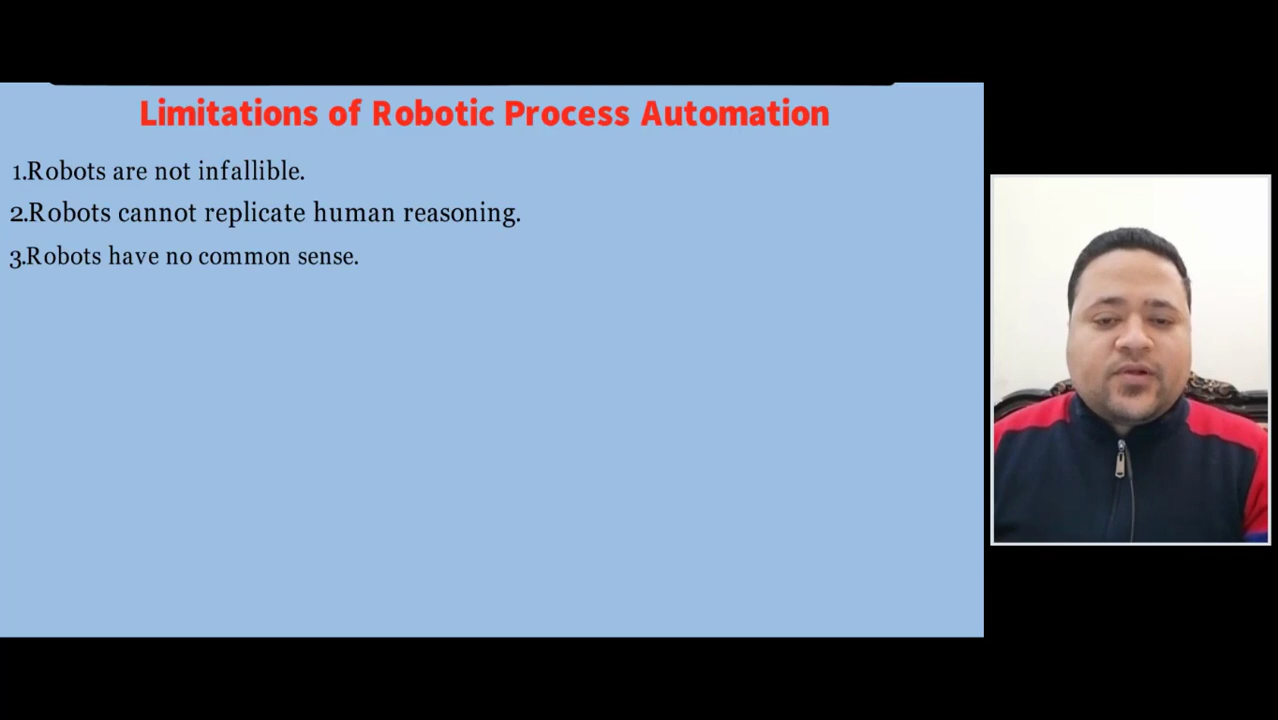 Limitations of Robotic Process Automation
1.Robots are not infallible.
2.Robots cannot replicate human reasoning.
3.Robots have no common sense.